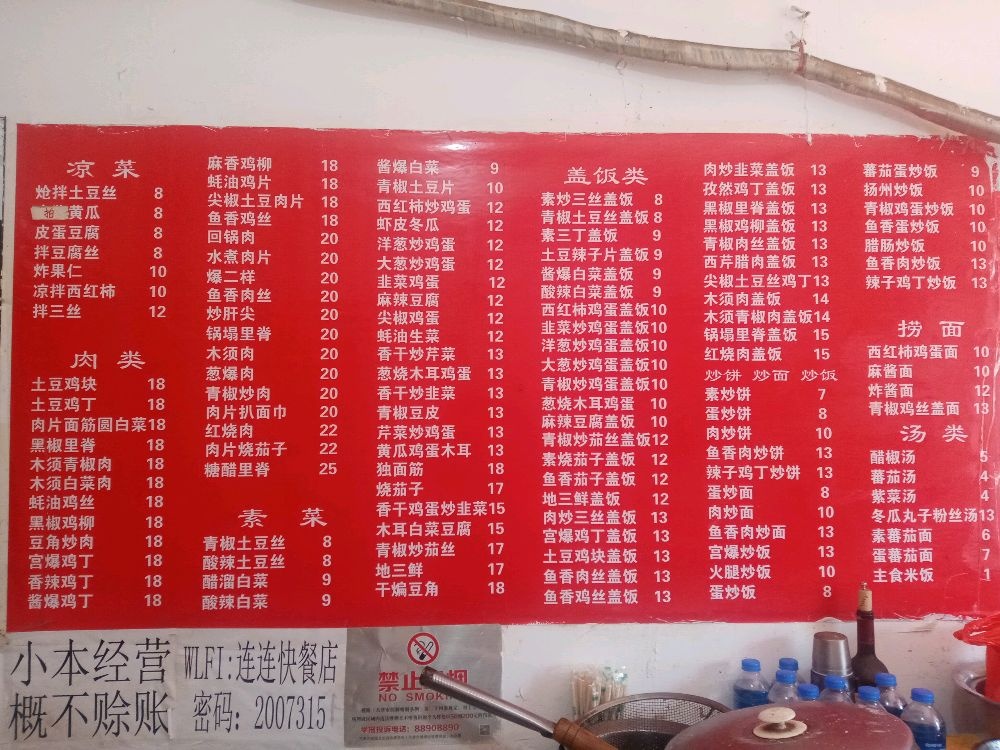 凉菜
炝拌土豆丝 8
拍黄瓜 8
皮蛋豆腐 8
拌豆腐丝 8
炸果仁 10
凉拌西红柿 10
拌三丝 12
肉类
土豆鸡块 18
土豆鸡丁 18
肉片面筋圆白菜 18
黑椒里脊 18
木须青椒肉 18
木须白菜肉 18
蚝油鸡丝 18
黑椒鸡柳 18
豆角炒肉 18
宫爆鸡丁 18
香辣鸡丁 18
酱爆鸡丁 18
麻香鸡柳 18
蚝油鸡片 18
尖椒土豆肉片 18
鱼香鸡丝 18
回锅肉 20
水煮肉片 20
爆二样 20
鱼香肉丝 20
炒肝尖 20
锅塌里脊 20
木须肉 20
葱爆肉 20
青椒炒肉 20
肉片扒面巾 20
红烧肉 22
肉片烧茄子 22
糖醋里脊 25
素菜
青椒土豆丝 8
酸辣土豆丝 8
醋溜白菜 9
酸辣白菜 9
酱爆白菜 9
青椒土豆片 10
西红柿炒鸡蛋 12
虾皮冬瓜 12
洋葱炒鸡蛋 12
大葱炒鸡蛋 12
韭菜鸡蛋 12
麻辣豆腐 12
尖椒鸡蛋 12
蚝油生菜 12
香干炒芹菜 13
葱烧木耳鸡蛋 13
香干炒韭菜 13
青椒豆皮 13
芹菜炒鸡蛋 13
黄瓜鸡蛋木耳 13
独面筋 18
烧茄子 17
香干鸡蛋炒韭菜15
木耳白菜豆腐 15
青椒炒茄丝 17
地三鲜 17
干煸豆角 18
盖饭类
素炒三丝盖饭 8
青椒土豆丝盖饭 8
素三丁盖饭 9
土豆辣子片盖饭 9
酱爆白菜盖饭 9
酸辣白菜盖饭 9
西红柿鸡蛋盖饭10
韭菜炒鸡蛋盖饭10
洋葱炒鸡蛋盖饭10
大葱炒鸡蛋盖饭10
青椒炒鸡蛋盖饭10
葱烧木耳鸡蛋 10
麻辣豆腐盖饭 10
青椒炒茄丝盖饭12
素烧茄子盖饭 12
鱼香茄子盖饭 12
地三鲜盖饭 12
肉炒三丝盖饭 13
宫爆鸡丁盖饭 13
土豆鸡块盖饭 13
鱼香肉丝盖饭 13
鱼香鸡丝盖饭 13
肉炒韭菜盖饭 13
孜然鸡丁盖饭 13
黑椒里脊盖饭 13
黑椒鸡柳盖饭 13
青椒肉丝盖饭 13
西芹腊肉盖饭 13
尖椒土豆丝鸡丁13
木须肉盖饭 14
木须青椒肉盖饭14
锅塌里脊盖饭 15
红烧肉盖饭 15
炒饼 炒面 炒饭
素炒饼 7
蛋炒饼 8
肉炒饼 10
鱼香肉炒饼 13
辣子鸡丁炒饼 13
蛋炒面 8
肉炒面 10
鱼香肉炒面 13
宫爆炒饭 13
火腿炒饭 10
蛋炒饭 8
蕃茄蛋炒饭 9
扬州炒饭 10
青椒鸡蛋炒饭 10
鱼香蛋炒饭 10
腊肠炒饭 10
鱼香肉炒饭 13
辣子鸡丁炒饭 13
捞面
西红柿鸡蛋面 10
麻酱面 10
炸酱面 12
青椒鸡丝盖面 13
汤类
醋椒汤 5
蕃茄汤 4
紫菜汤 4
冬瓜丸子粉丝汤13
素蕃茄面 6
蛋蕃茄面 7
主食米饭 1
小本经营
概不赊账
WLFI:连连快餐店
密码: 2007315
禁止吸烟
NO SMOKING
举报投诉电话: 88908890